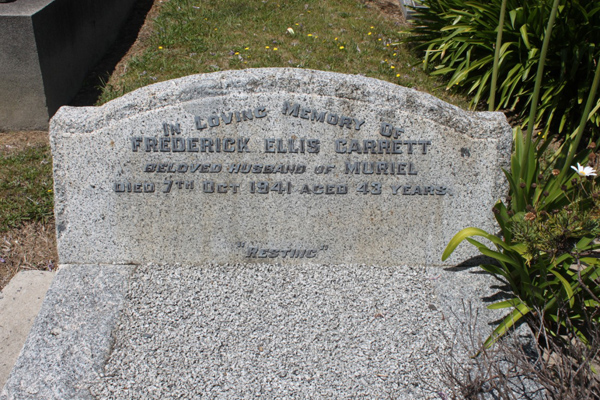 In Loving Memory Of
Frederick Ellis Garrett
Beloved Husband of Muriel
Died 7th Oct 1941 Aged 43 Years.
"Resting"